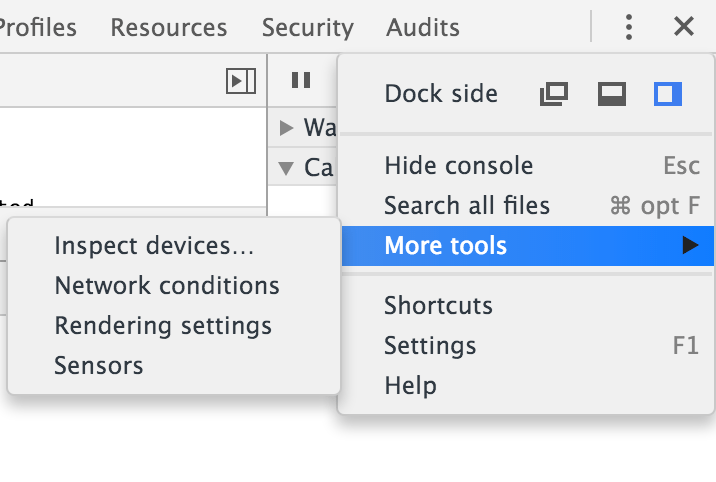 Profiles Resources Security Audits
Dock side
Wa
Ca
Hide console Esc
Search all files ⌘ opt F
More tools
Inspect devices...
Network conditions
Rendering settings
Sensors
Shortcuts
Settings F1
Help